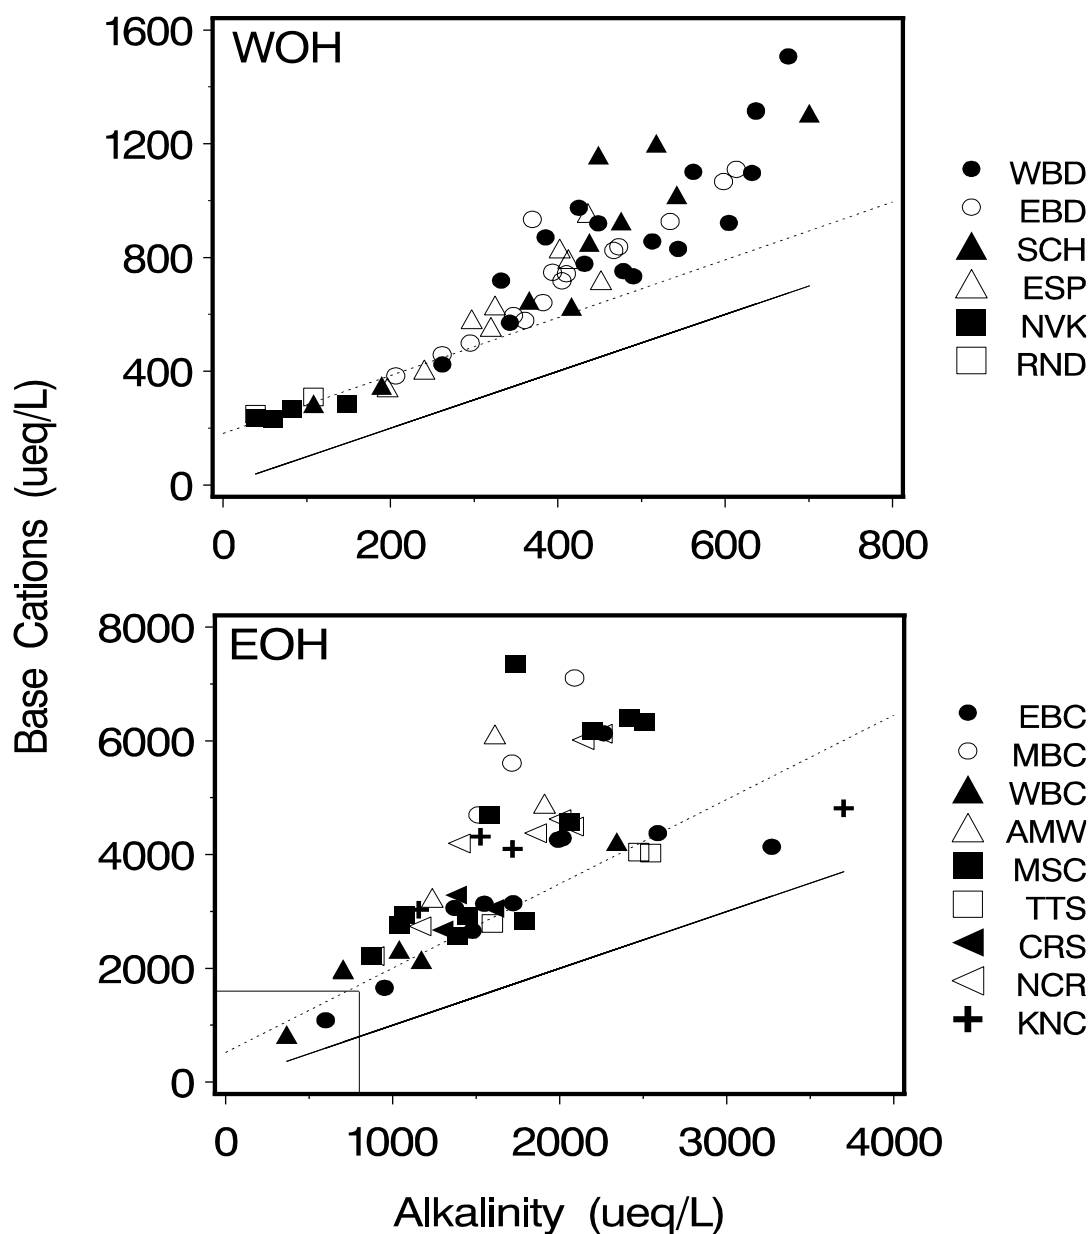 WOH
1600
1200
800
400
0
0 200 400 600 800
WBD
EBD
SCH
ESP
NVK
RND
Base Cations (ueq/L)
EOH
8000
6000
4000
2000
0
0 1000 2000 3000 4000
EBC
MBC
WBC
AMW
MSC
TTS
CRS
NCR
KNC
Alkalinity (ueq/L)